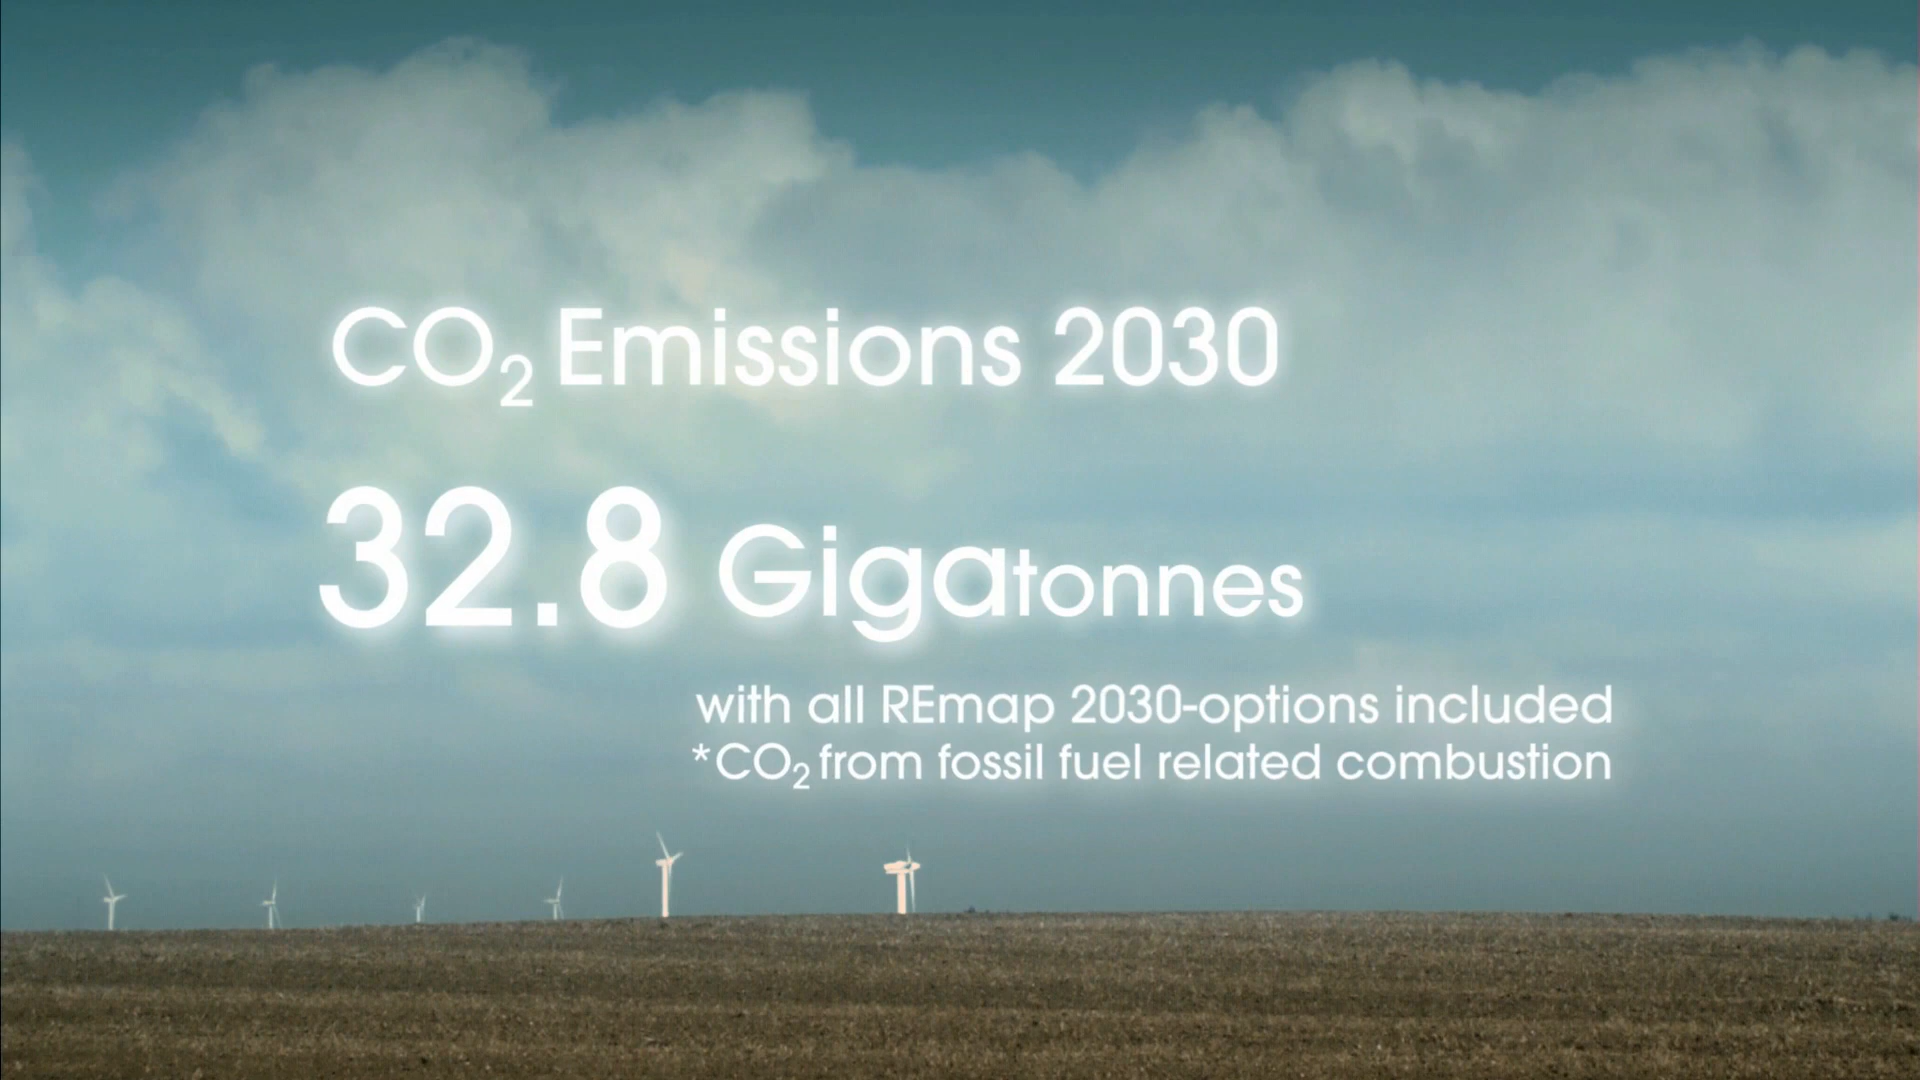 CO₂ Emissions 2030
32.8 Gigatonnes
with all REmap 2030-options included
*CO₂ from fossil fuel related combustion